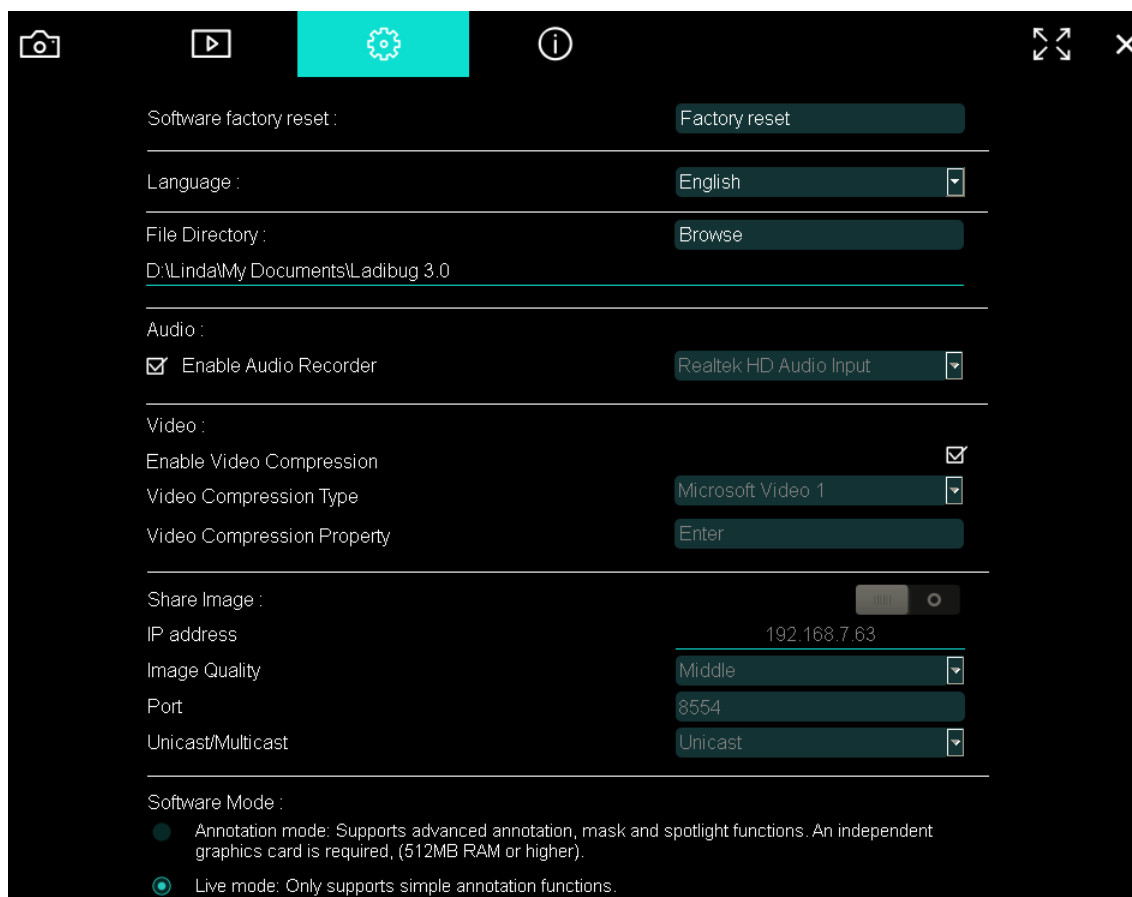 Software factory reset : Factory reset
Language : English
File Directory : Browse
D:\Linda\My Documents\Ladibug 3.0
Audio :
Enable Audio Recorder Realtek HD Audio Input
Video :
Enable Video Compression
Video Compression Type Microsoft Video 1
Video Compression Property Enter
Share Image :
IP address 192.168.7.63
Image Quality Middle
Port 8554
Unicast/Multicast Unicast
Software Mode :
Annotation mode: Supports advanced annotation, mask and spotlight functions. An independent
graphics card is required, (512MB RAM or higher).
Live mode: Only supports simple annotation functions.